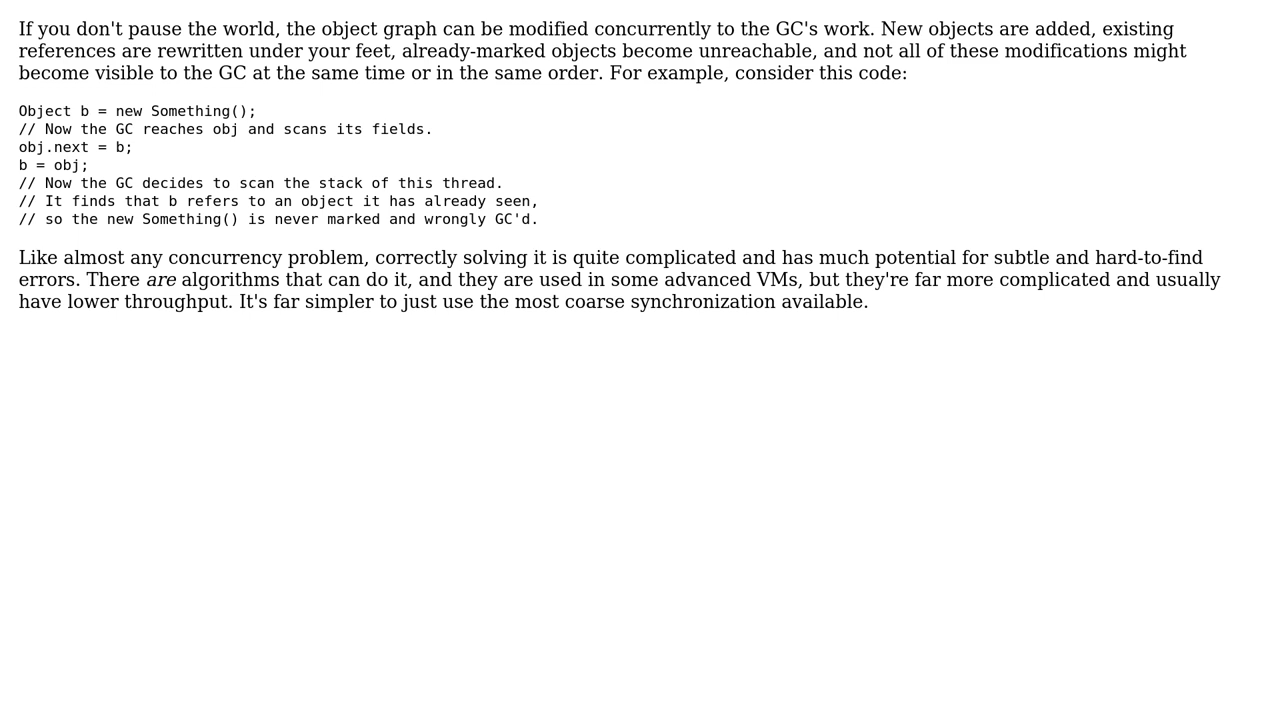 If you don't pause the world, the object graph can be modified concurrently to the GC's work. New objects are added, existing
references are rewritten under your feet, already-marked objects become unreachable, and not all of these modifications might
become visible to the GC at the same time or in the same order. For example, consider this code:
Object b = new Something();
// Now the GC reaches obj and scans its fields.
obj.next = b;
b = obj;
// Now the GC decides to scan the stack of this thread.
// It finds that b refers to an object it has already seen,
// so the new Something() is never marked and wrongly GC'd.
Like almost any concurrency problem, correctly solving it is quite complicated and has much potential for subtle and hard-to-find
errors. There are algorithms that can do it, and they are used in some advanced VMs, but they're far more complicated and usually
have lower throughput. It's far simpler to just use the most coarse synchronization available.